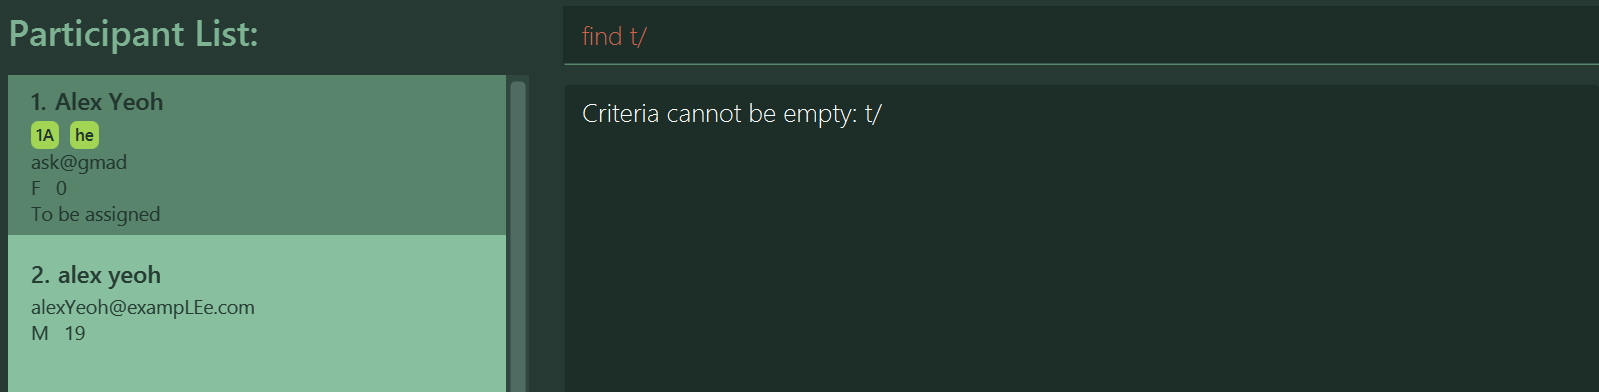 Participant List:
1. Alex Yeoh
1A he
ask@gmad
F 0
To be assigned
2. alex yeoh
alexYeoh@exampLEe.com
M 19
find t/
Criteria cannot be empty: t/